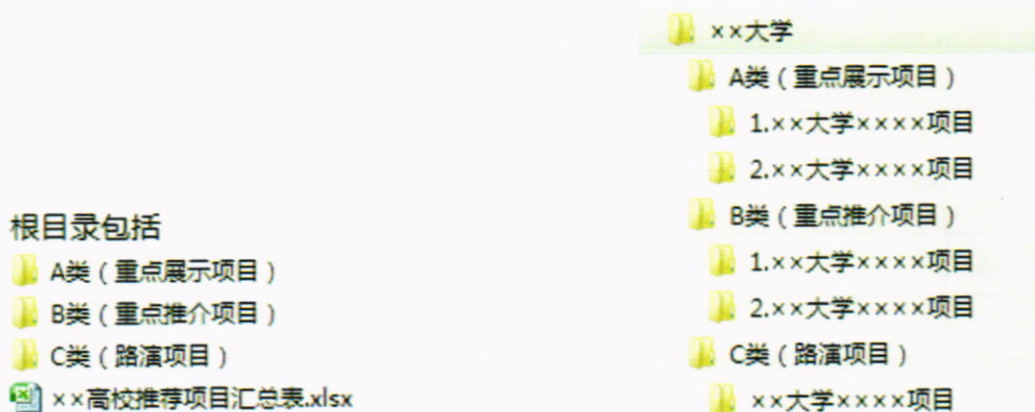 根目录包括
A类（重点展示项目）
B类（重点推介项目）
C类（路演项目）
××高校推荐项目汇总表.xlsx
××大学
A类（重点展示项目）
1.××大学××××项目
2.××大学××××项目
B类（重点推介项目）
1.××大学××××项目
2.××大学××××项目
C类（路演项目）
××大学××××项目